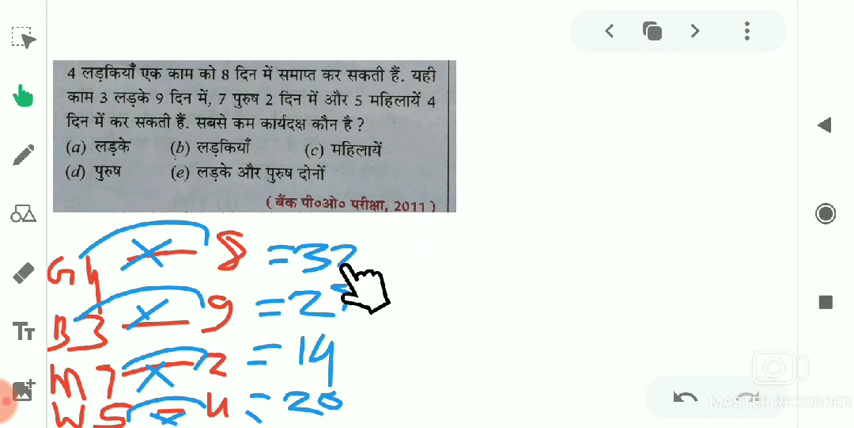 4 लड़कियाँ एक काम को 8 दिन में समाप्त कर सकती हैं. यही
काम 3 लड़के 9 दिन में, 7 पुरुष 2 दिन में और 5 महिलायें 4
दिन में कर सकती हैं. सबसे कम कार्यदक्ष कौन है ?
(a) लड़के (b) लड़कियाँ (c) महिलायें
(d) पुरुष (e) लड़के और पुरुष दोनों
( बैंक पी०ओ० परीक्षा, 2011 )
G 4 × 8 = 32
B 3 × 9 = 27
M 7 × 2 = 14
W 5 × 4 = 20
Tт
MASTER RECORDER